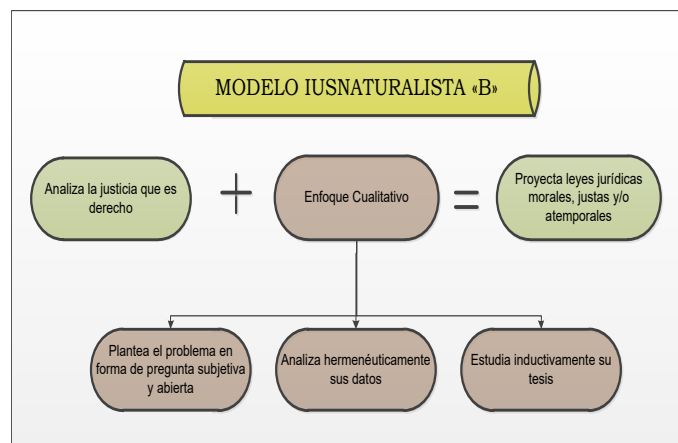 MODELO IUSNATURALISTA «B»
Analiza la justicia que es
derecho
+
Enfoque Cualitativo
=
Proyecta leyes jurídicas
morales, justas y/o
atemporales
Plantea el problema en
forma de pregunta subjetiva
y abierta
Analiza hermenéuticamente
sus datos
Estudia inductivamente su
tesis